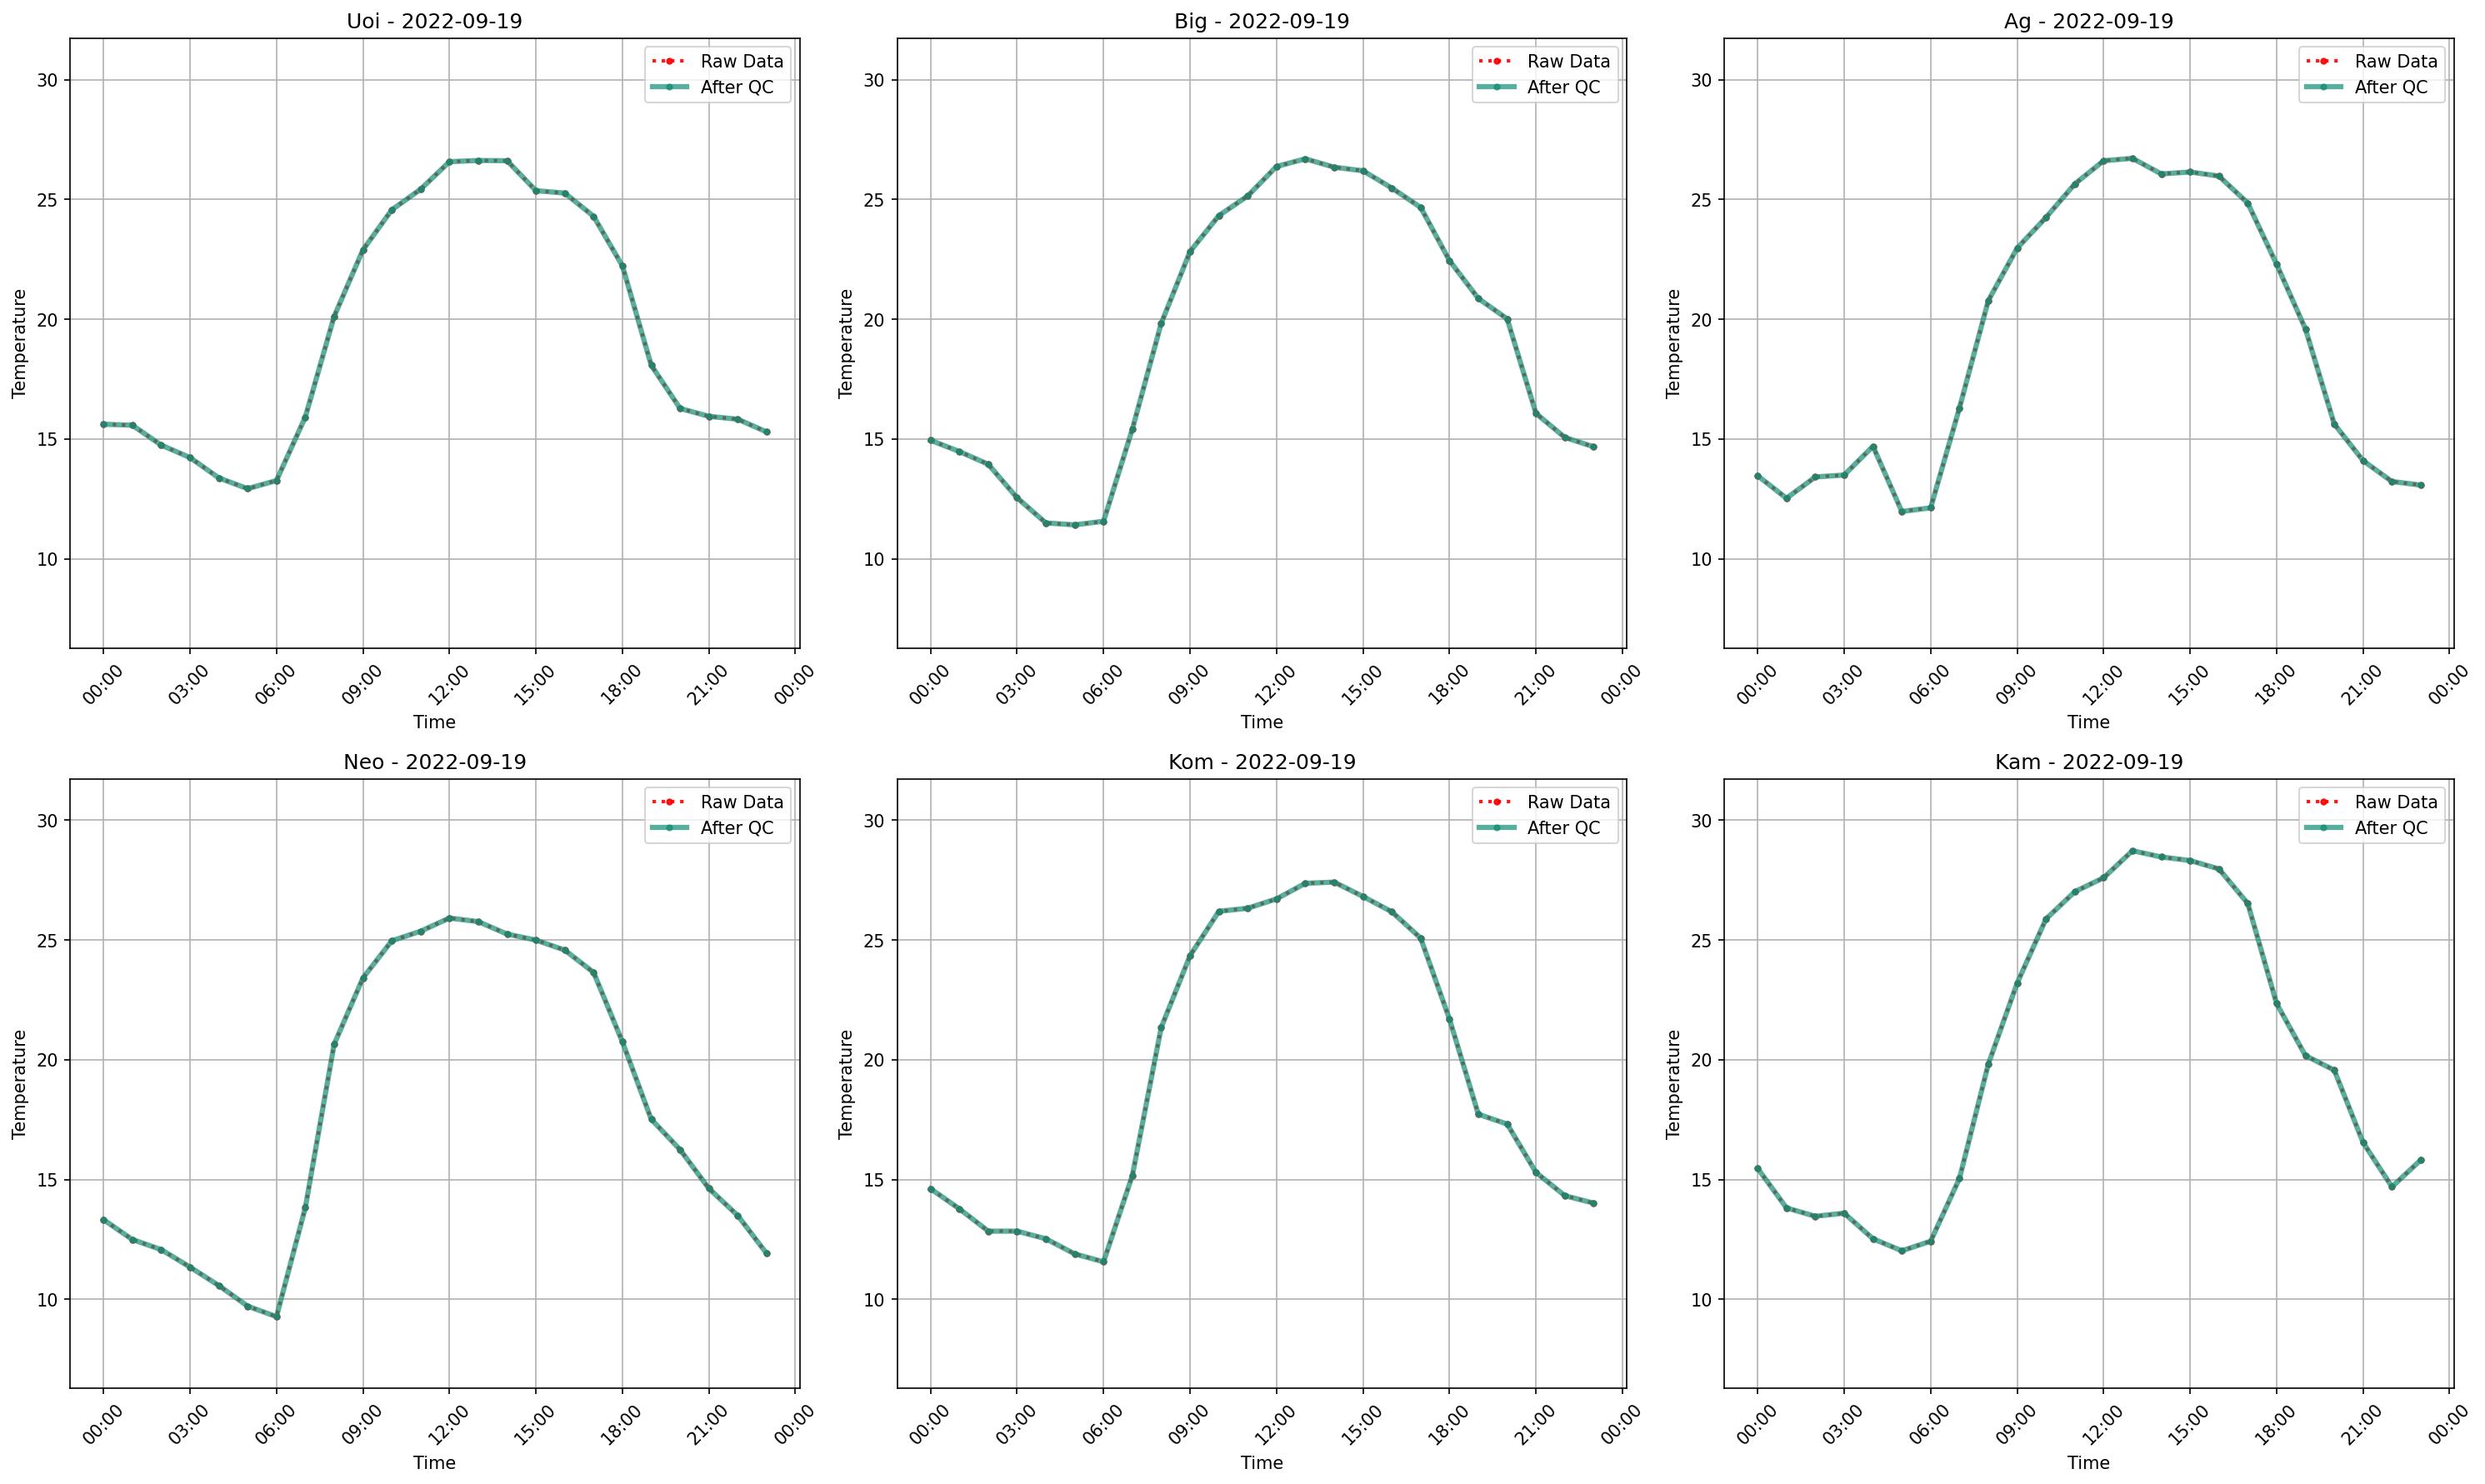 Uoi - 2022-09-19
Raw Data
After QC
30
25
20
15
10
Temperature
00:00
03:00
06:00
09:00
12:00
15:00
18:00
21:00
00:00
Time
Big - 2022-09-19
Raw Data
After QC
30
25
20
15
10
Temperature
00:00
03:00
06:00
09:00
12:00
15:00
18:00
21:00
00:00
Time
Ag - 2022-09-19
Raw Data
After QC
30
25
20
15
10
Temperature
00:00
03:00
06:00
09:00
12:00
15:00
18:00
21:00
00:00
Time
Neo - 2022-09-19
Raw Data
After QC
30
25
20
15
10
Temperature
00:00
03:00
06:00
09:00
12:00
15:00
18:00
21:00
00:00
Time
Kom - 2022-09-19
Raw Data
After QC
30
25
20
15
10
Temperature
00:00
03:00
06:00
09:00
12:00
15:00
18:00
21:00
00:00
Time
Kam - 2022-09-19
Raw Data
After QC
30
25
20
15
10
Temperature
00:00
03:00
06:00
09:00
12:00
15:00
18:00
21:00
00:00
Time